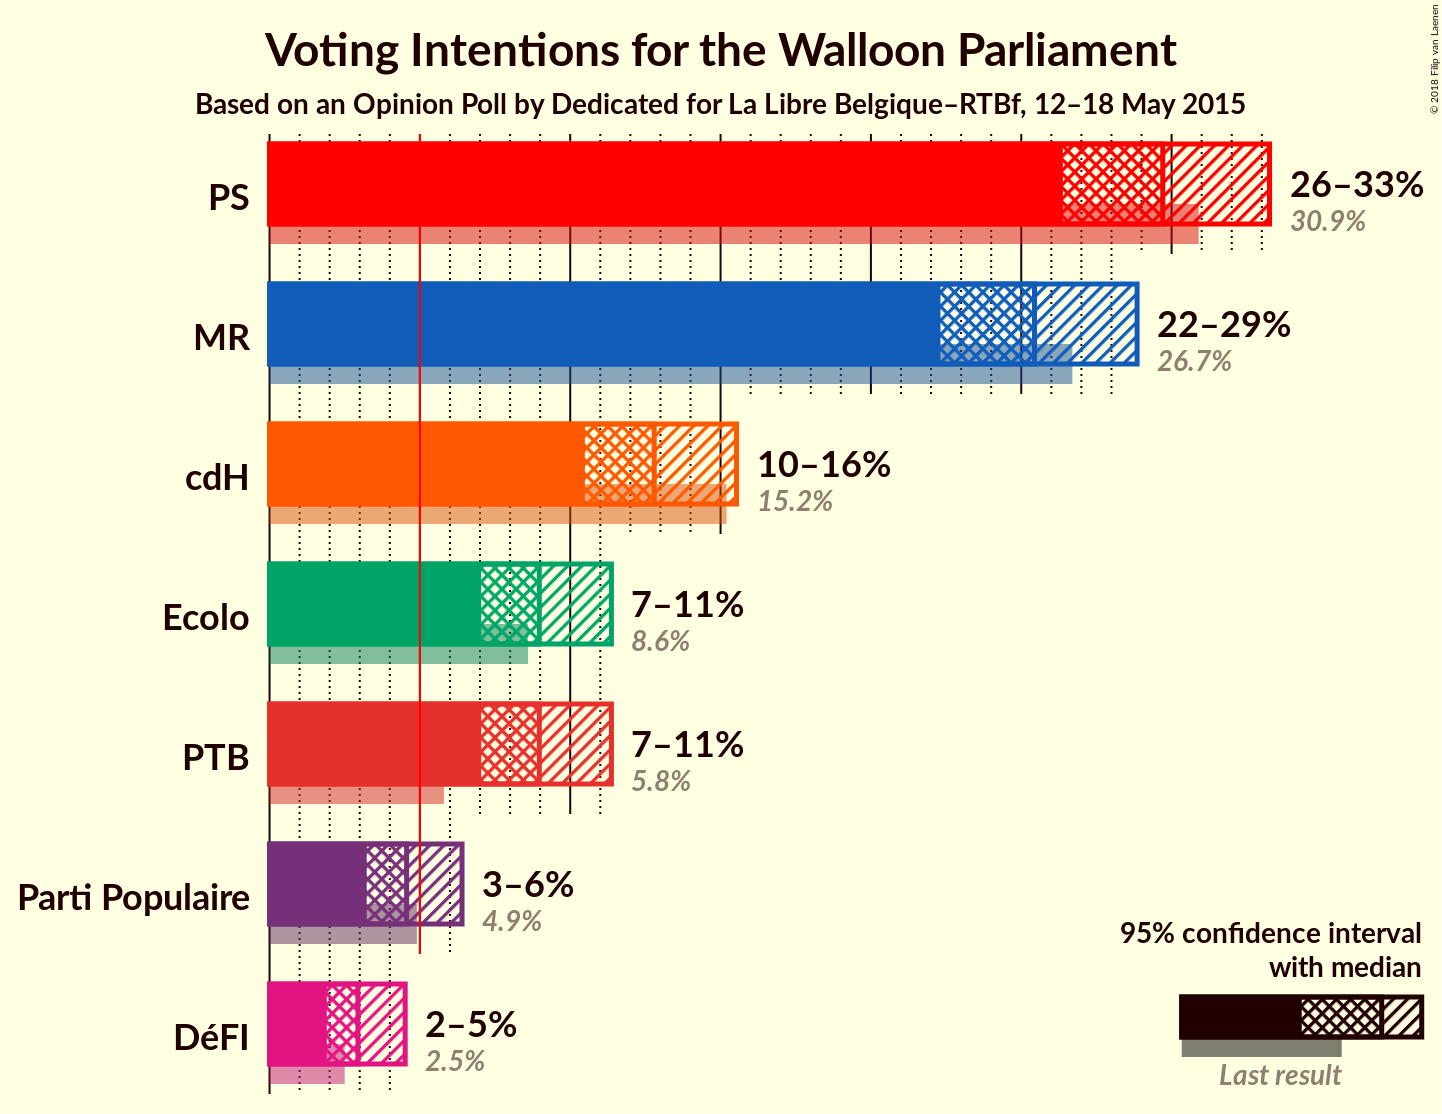 Voting Intentions for the Walloon Parliament
Based on an Opinion Poll by Dedicated for La Libre Belgique–RTBf, 12–18 May 2015
© 2018 Filip van Laenen
PS
26–33%
30.9%
MR
22–29%
26.7%
cdH
10–16%
15.2%
Ecolo
7–11%
8.6%
PTB
7–11%
5.8%
Parti Populaire
3–6%
4.9%
DéFI
2–5%
2.5%
95% confidence interval
with median
Last result